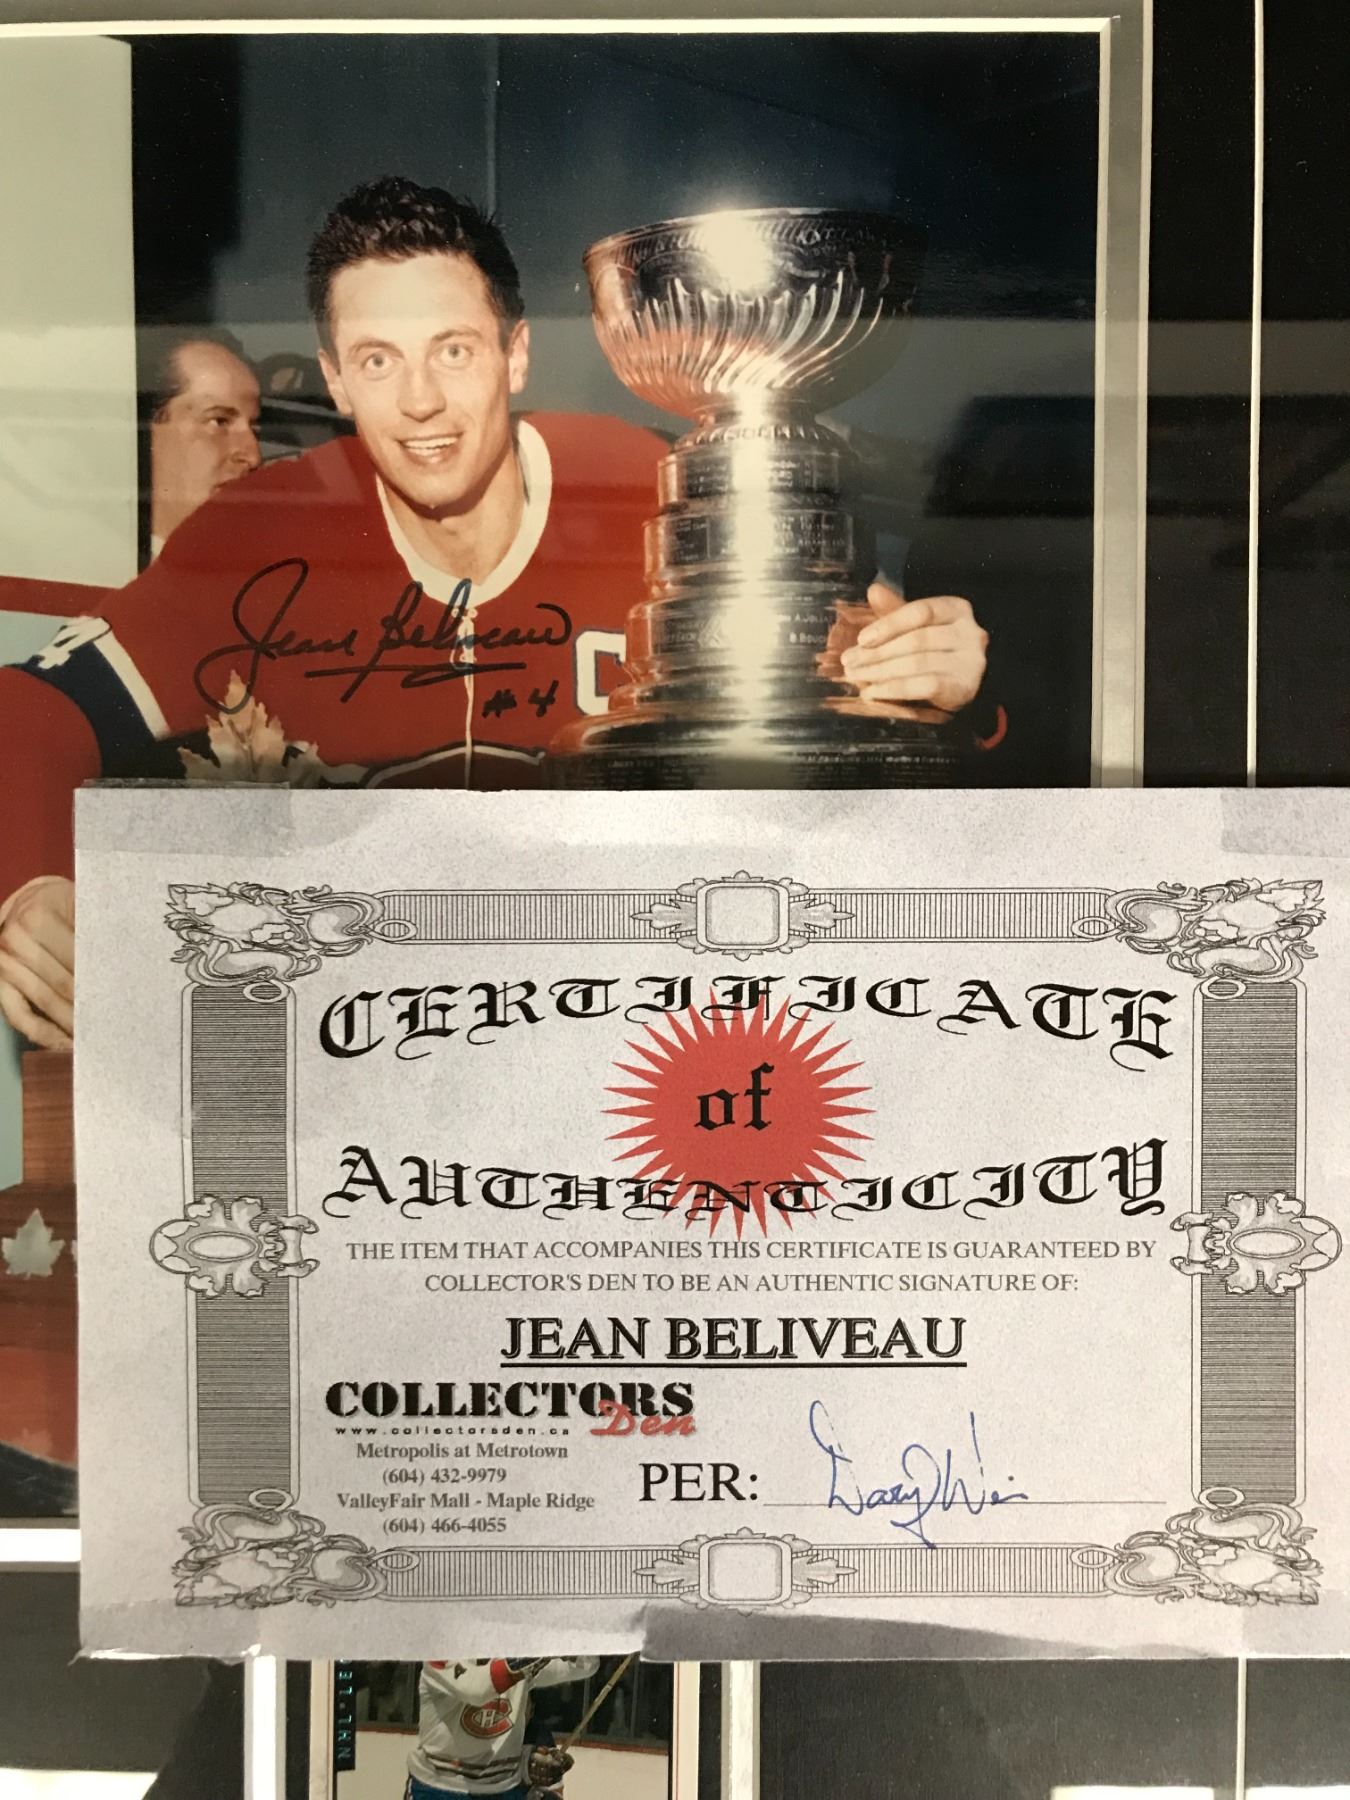 4
Jean Beliveau
# 4
C
CERTIFICATE
of
AUTHENTICITY
THE ITEM THAT ACCOMPANIES THIS CERTIFICATE IS GUARANTEED BY
COLLECTOR'S DEN TO BE AN AUTHENTIC SIGNATURE OF:
JEAN BELIVEAU
COLLECTORS
Den
www.collectorsden.ca
Metropolis at Metrotown
(604) 432-9979
ValleyFair Mall - Maple Ridge
(604) 466-4055
PER: